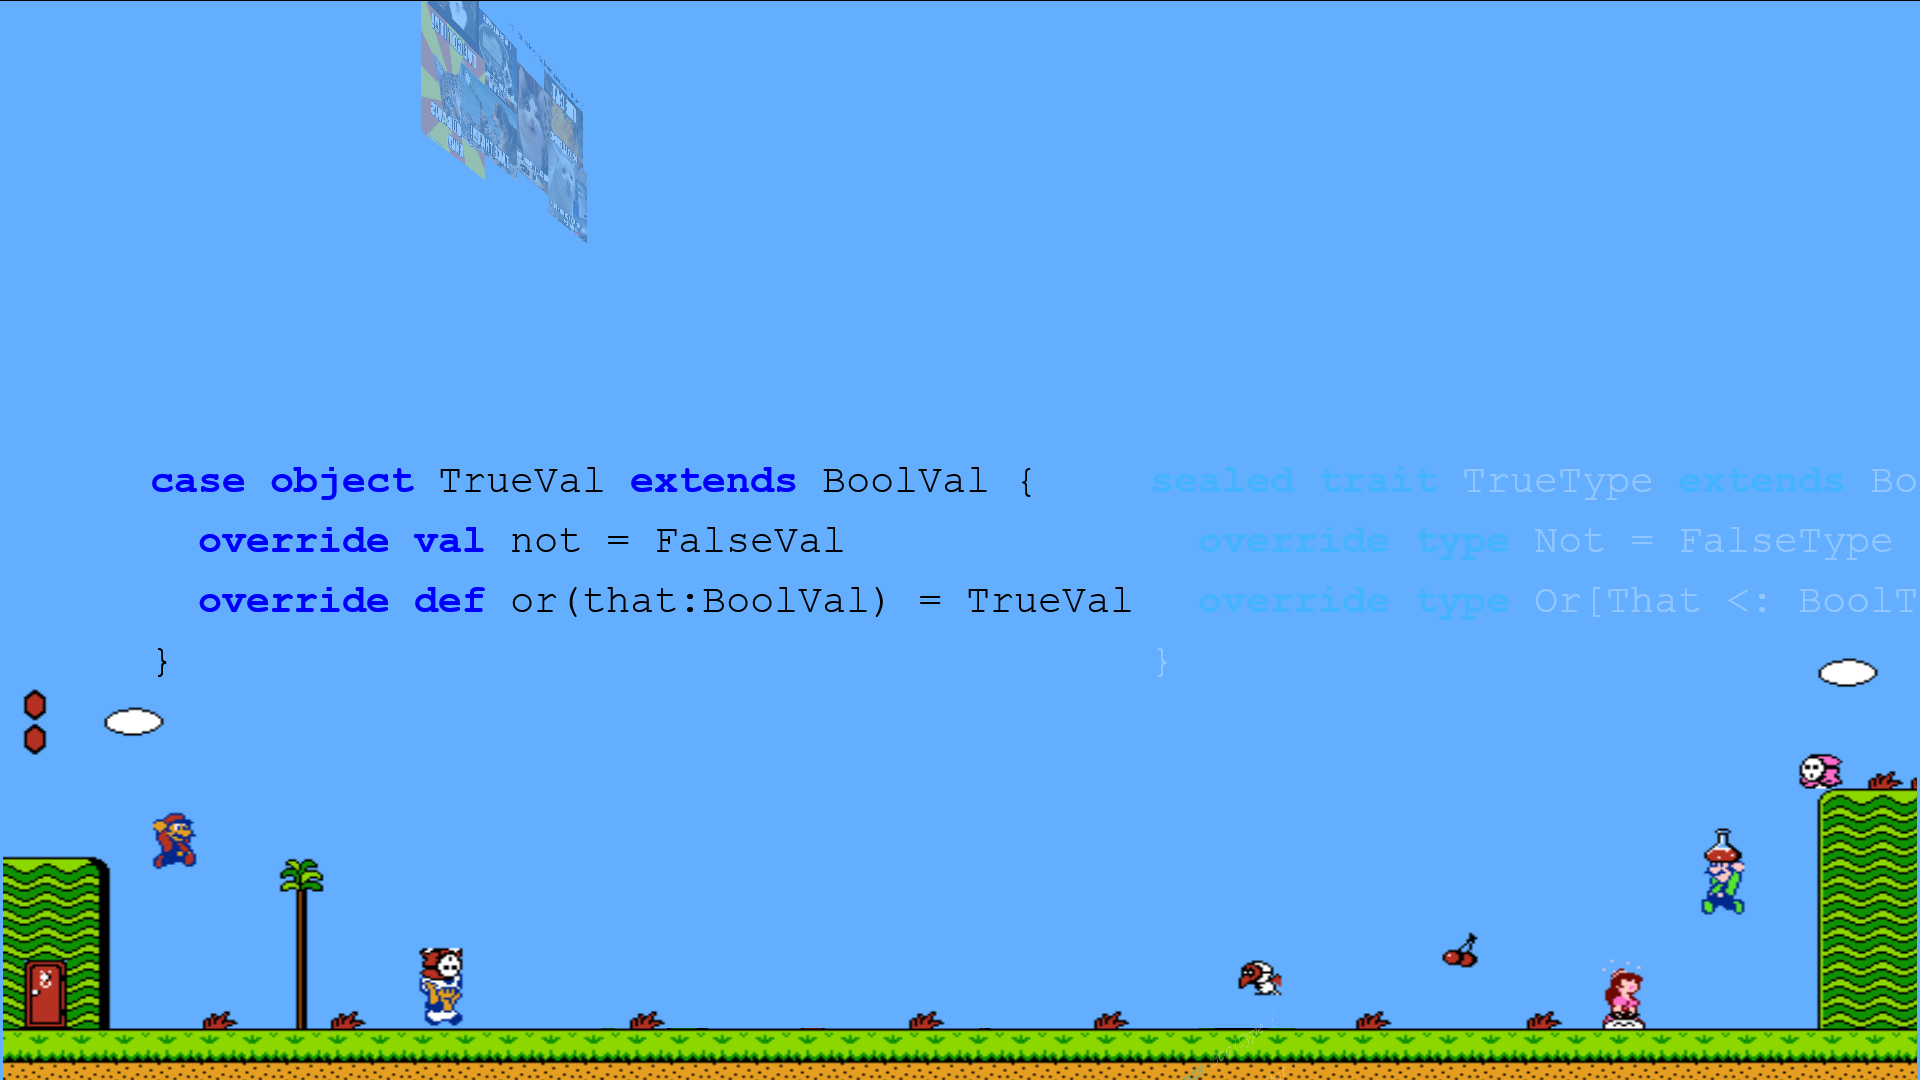 case object TrueVal extends BoolVal {
  override val not = FalseVal
  override def or(that:BoolVal) = TrueVal
}
sealed trait TrueType extends Bo
  override type Not = FalseType
  override type Or[That <: BoolT
}